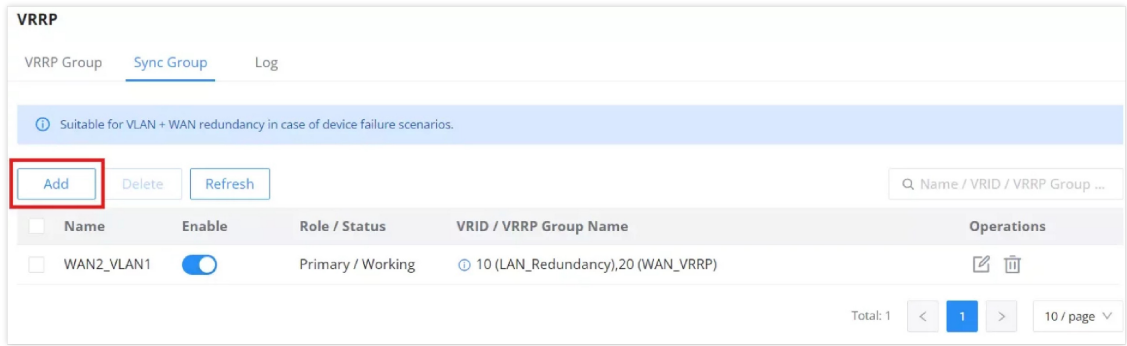 VRRP
VRRP Group Sync Group Log
Suitable for VLAN + WAN redundancy in case of device failure scenarios.
Add Delete Refresh Name / VRID / VRRP Group ...
Name Enable Role / Status VRID / VRRP Group Name Operations
WAN2_VLAN1 Primary / Working 10 (LAN_Redundancy),20 (WAN_VRRP)
Total: 1 < 1 > 10 / page